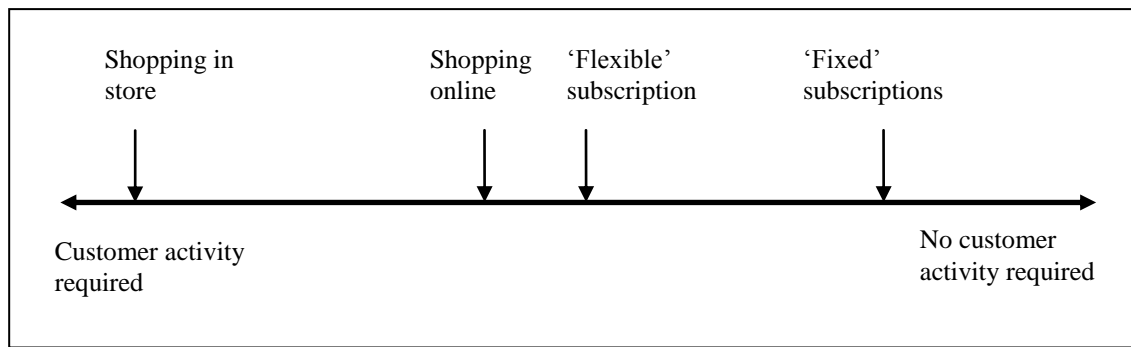 Shopping in
store
Shopping
online
‘Flexible’
subscription
‘Fixed’
subscriptions
Customer activity
required
No customer
activity required